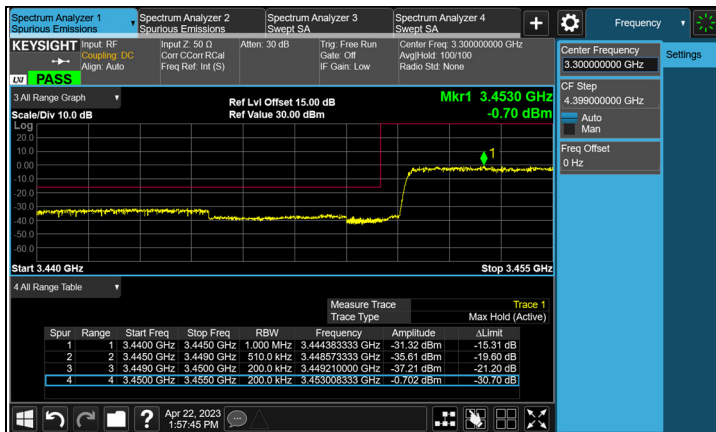 Spectrum Analyzer 1
Spurious Emissions
Spectrum Analyzer 2
Spurious Emissions
Spectrum Analyzer 3
Swept SA
Spectrum Analyzer 4
Swept SA
+
Frequency
KEYSIGHT
LXI
PASS
Input: RF
Coupling: DC
Align: Auto
Input Z: 50 Ω
Corr CCorr RCal
Freq Ref: Int (S)
Atten: 30 dB
Trig: Free Run
Gate: Off
IF Gain: Low
Center Freq: 3.300000000 GHz
Avg|Hold: 100/100
Radio Std: None
Center Frequency
3.300000000 GHz
Settings
CF Step
4.399000000 GHz
Auto
Man
Freq Offset
0 Hz
3 All Range Graph
Scale/Div 10.0 dB
Ref Lvl Offset 15.00 dB
Ref Value 30.00 dBm
Mkr1 3.4530 GHz
-0.70 dBm
Log
20.0
10.0
0.00
-10.0
-20.0
-30.0
-40.0
-50.0
-60.0
1
Start 3.440 GHz
Stop 3.455 GHz
4 All Range Table
Measure Trace Trace 1
Trace Type Max Hold (Active)
Spur Range Start Freq Stop Freq RBW Frequency Amplitude ΔLimit
1 1 3.4400 GHz 3.4450 GHz 1.000 MHz 3.444383333 GHz -31.32 dBm -15.31 dB
2 2 3.4450 GHz 3.4490 GHz 510.0 kHz 3.448573333 GHz -35.61 dBm -19.60 dB
3 3 3.4490 GHz 3.4500 GHz 200.0 kHz 3.449210000 GHz -37.21 dBm -21.20 dB
4 4 3.4500 GHz 3.4550 GHz 200.0 kHz 3.453008333 GHz -0.702 dBm -30.70 dB
?
Apr 22, 2023
1:57:45 PM